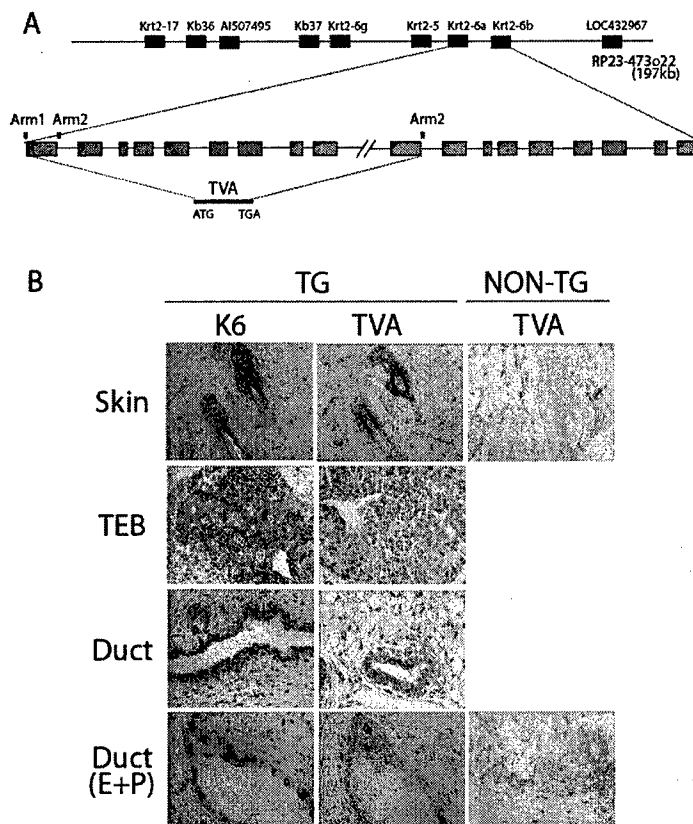 A
Krt2-17 Kb36 AI507495 Kb37 Krt2-6g Krt2-5 Krt2-6a Krt2-6b LOC432967
RP23-473o22
(197kb)
Arm1 Arm2 Arm2
TVA
ATG TGA
B
TG NON-TG
K6 TVA TVA
Skin
TEB
Duct
Duct
(E+P)